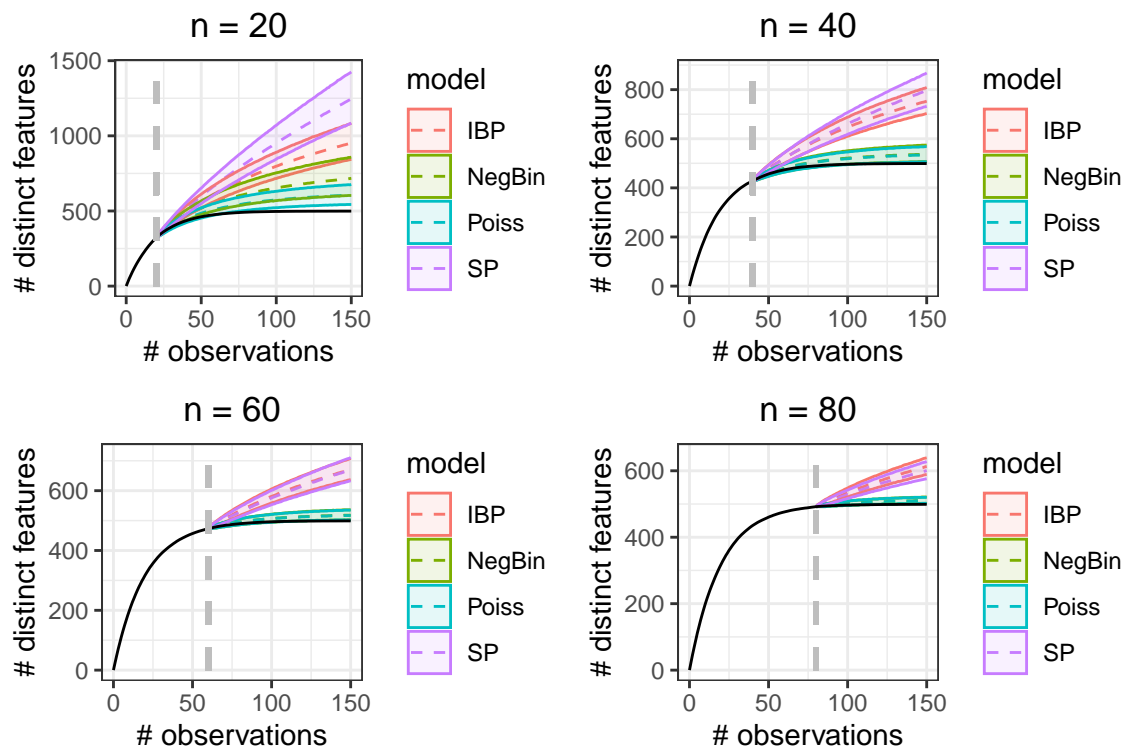 n = 20
# distinct features
1500
1000
500
0
0
50
100
150
# observations
model
IBP
NegBin
Poiss
SP
n = 40
# distinct features
800
600
400
200
0
0
50
100
150
# observations
model
IBP
NegBin
Poiss
SP
n = 60
# distinct features
600
400
200
0
0
50
100
150
# observations
model
IBP
NegBin
Poiss
SP
n = 80
# distinct features
600
400
200
0
0
50
100
150
# observations
model
IBP
NegBin
Poiss
SP